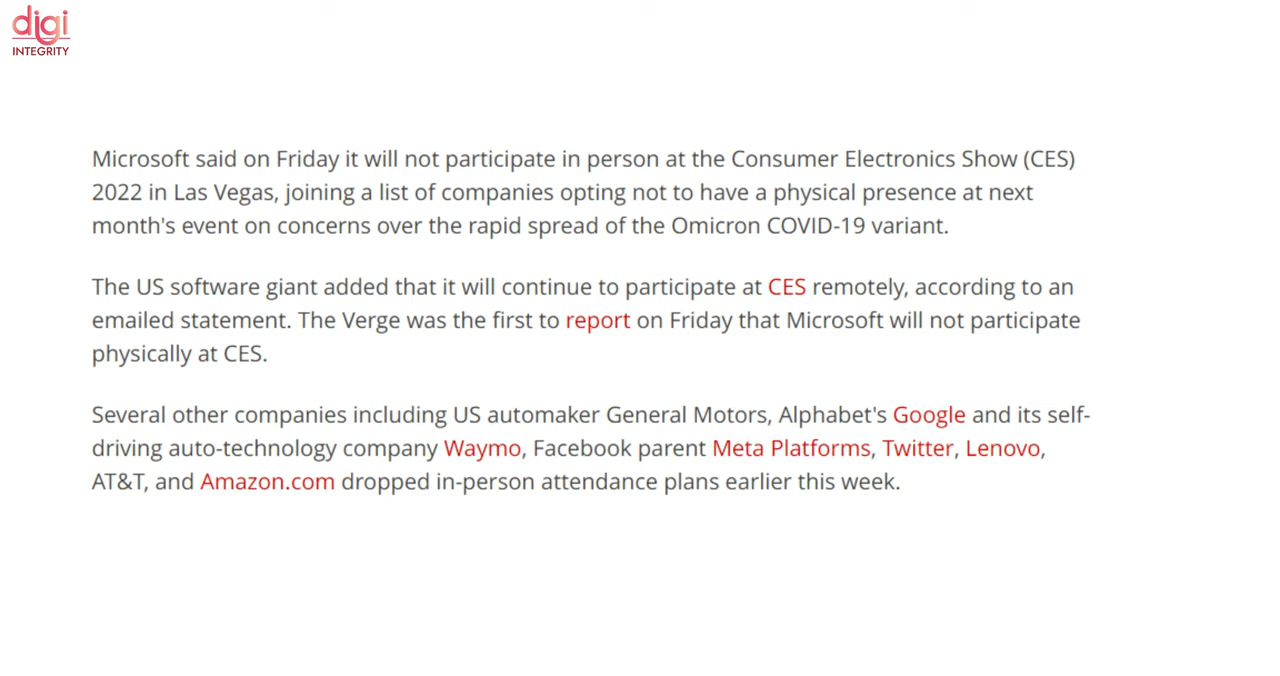 digi
INTEGRITY
Microsoft said on Friday it will not participate in person at the Consumer Electronics Show (CES)
2022 in Las Vegas, joining a list of companies opting not to have a physical presence at next
month's event on concerns over the rapid spread of the Omicron COVID-19 variant.
The US software giant added that it will continue to participate at CES remotely, according to an
emailed statement. The Verge was the first to report on Friday that Microsoft will not participate
physically at CES.
Several other companies including US automaker General Motors, Alphabet's Google and its self-
driving auto-technology company Waymo, Facebook parent Meta Platforms, Twitter, Lenovo,
AT&T, and Amazon.com dropped in-person attendance plans earlier this week.